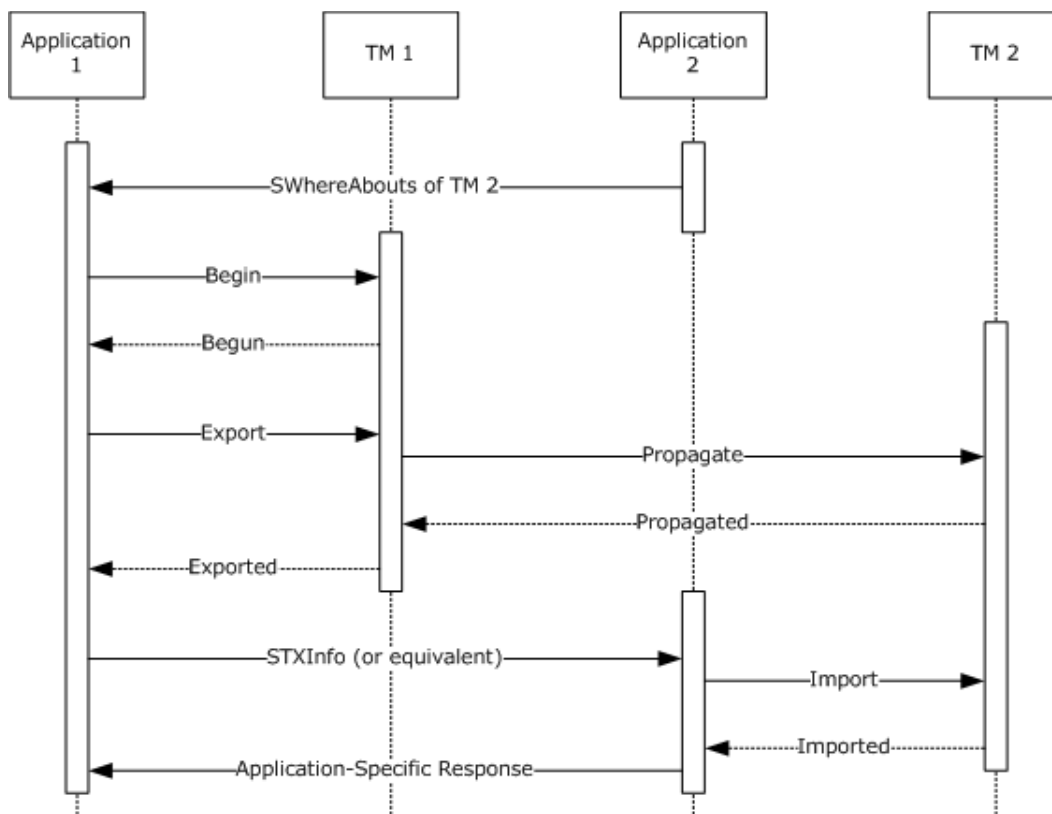 Application
1
TM 1
Application
2
TM 2
SWhereAbouts of TM 2
Begin
Begun
Export
Propagate
Propagated
Exported
STXInfo (or equivalent)
Import
Imported
Application-Specific Response